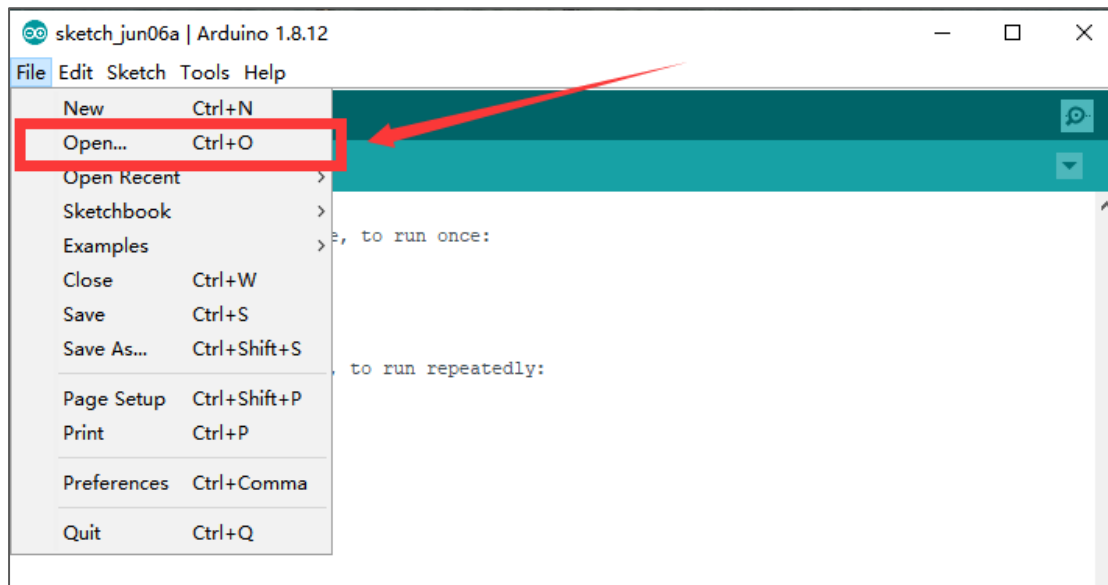 sketch_jun06a | Arduino 1.8.12
File Edit Sketch Tools Help
New Ctrl+N
Open... Ctrl+O
Open Recent
Sketchbook
Examples
Close Ctrl+W
Save Ctrl+S
Save As... Ctrl+Shift+S
Page Setup Ctrl+Shift+P
Print Ctrl+P
Preferences Ctrl+Comma
Quit Ctrl+Q
, to run once:
, to run repeatedly: